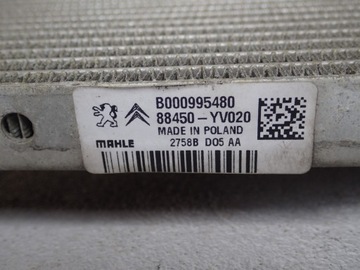 B000995480
88450-YV020
MADE IN POLAND
MAHLE 2758B D05 AA